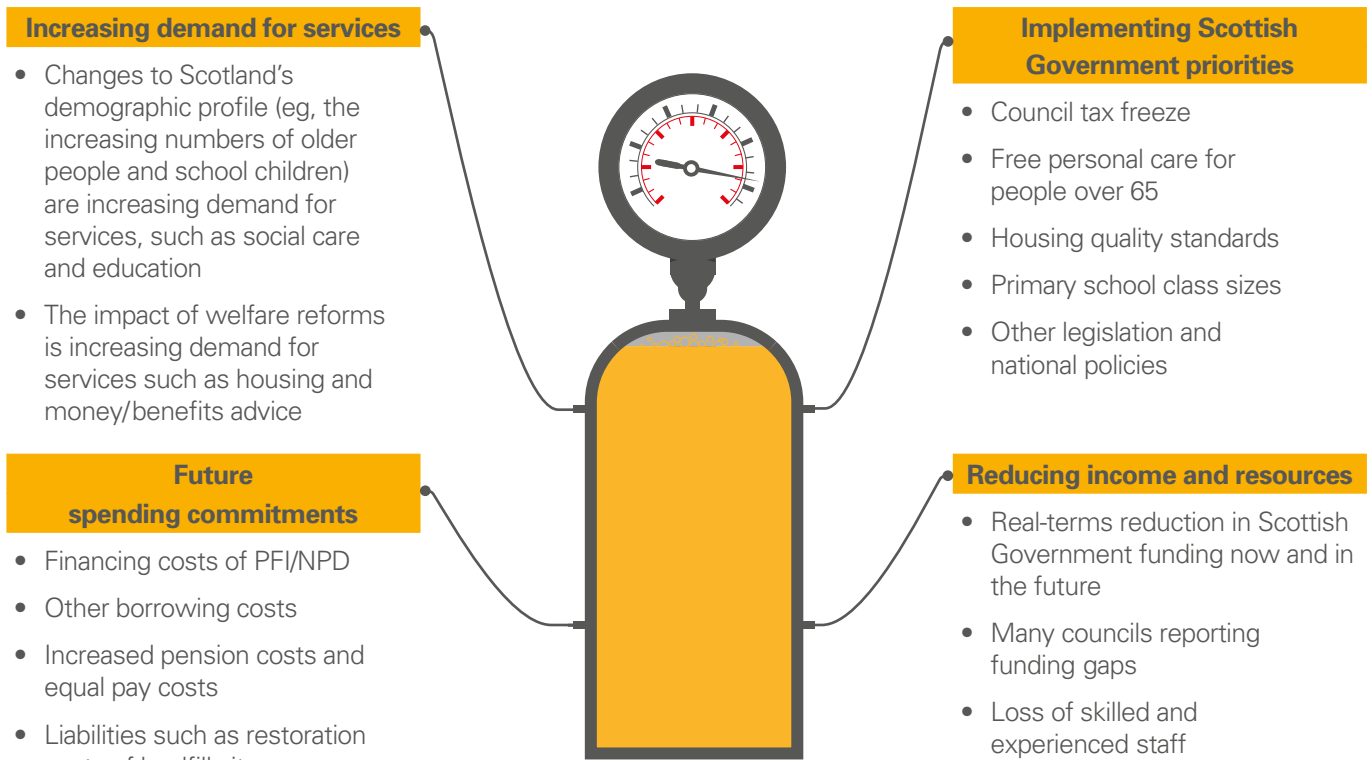 Increasing demand for services
• Changes to Scotland's
demographic profile (eg, the
increasing numbers of older
people and school children)
are increasing demand for
services, such as social care
and education
• The impact of welfare reforms
is increasing demand for
services such as housing and
money/benefits advice
Future
spending commitments
• Financing costs of PFI/NPD
• Other borrowing costs
• Increased pension costs and
equal pay costs
• Liabilities such as restoration
Implementing Scottish
Government priorities
• Council tax freeze
• Free personal care for
people over 65
• Housing quality standards
• Primary school class sizes
• Other legislation and
national policies
Reducing income and resources
• Real-terms reduction in Scottish
Government funding now and in
the future
• Many councils reporting
funding gaps
• Loss of skilled and
experienced staff